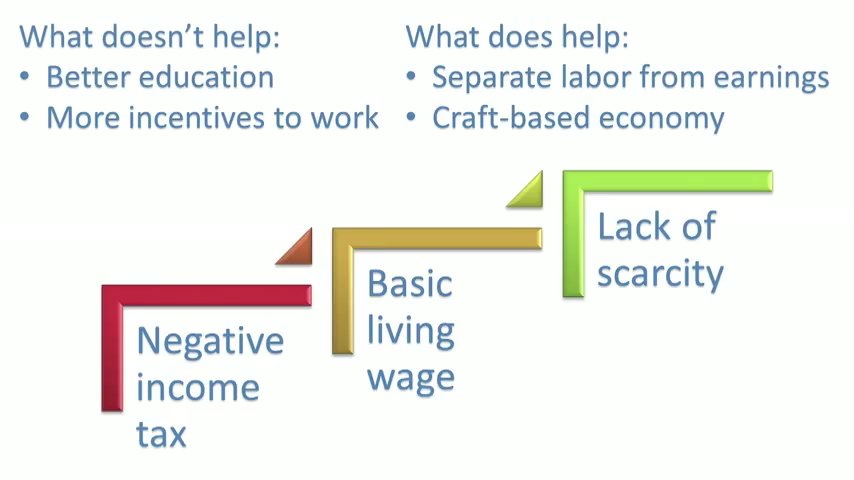 What doesn’t help:
• Better education
• More incentives to work
What does help:
• Separate labor from earnings
• Craft-based economy
Negative
income
tax
Basic
living
wage
Lack of
scarcity